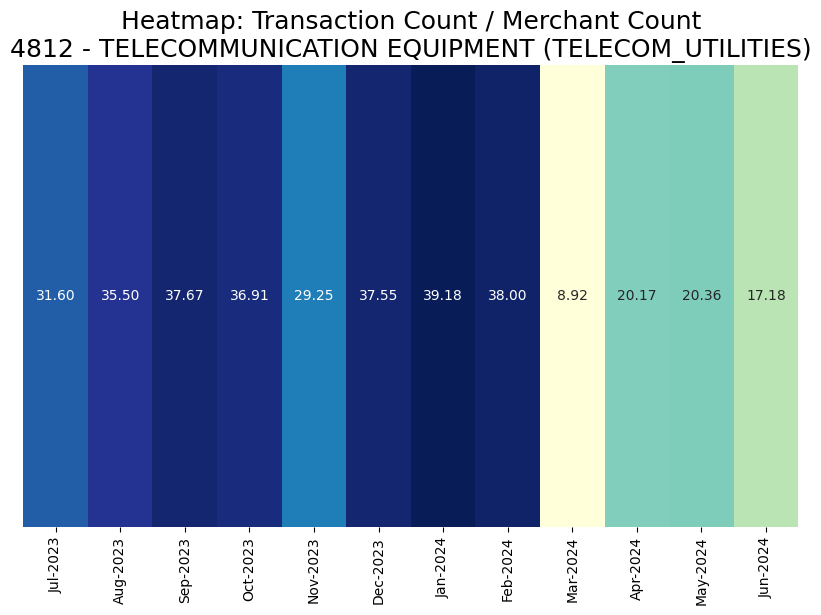 Heatmap: Transaction Count / Merchant Count
4812 - TELECOMMUNICATION EQUIPMENT (TELECOM_UTILITIES)
31.60 35.50 37.67 36.91 29.25 37.55 39.18 38.00 8.92 20.17 20.36 17.18
Jul-2023 Aug-2023 Sep-2023 Oct-2023 Nov-2023 Dec-2023 Jan-2024 Feb-2024 Mar-2024 Apr-2024 May-2024 Jun-2024